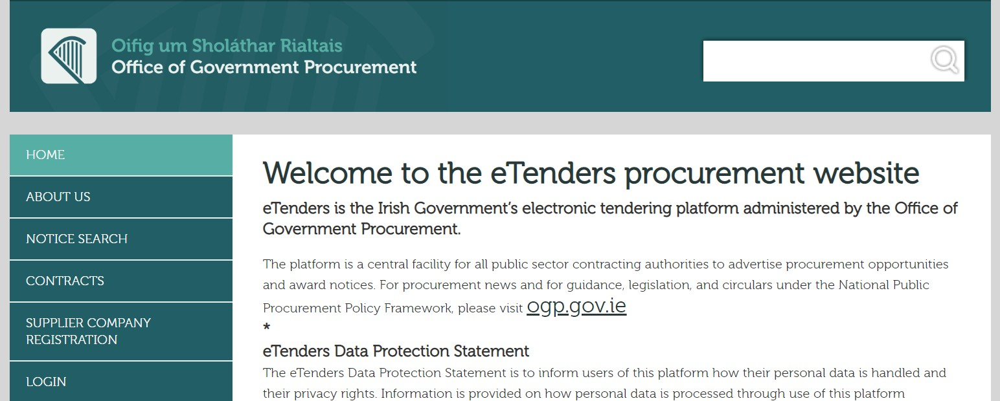 Oifig um Sholáthar Rialtais
Office of Government Procurement
HOME
ABOUT US
NOTICE SEARCH
CONTRACTS
SUPPLIER COMPANY
REGISTRATION
LOGIN
Welcome to the eTenders procurement website
eTenders is the Irish Government's electronic tendering platform administered by the Office of
Government Procurement.
The platform is a central facility for all public sector contracting authorities to advertise procurement opportunities
and award notices. For procurement news and for guidance, legislation, and circulars under the National Public
Procurement Policy Framework, please visit ogp.gov.ie
*
eTenders Data Protection Statement
The eTenders Data Protection Statement is to inform users of this platform how their personal data is handled and
their privacy rights. Information is provided on how personal data is processed through use of this platform